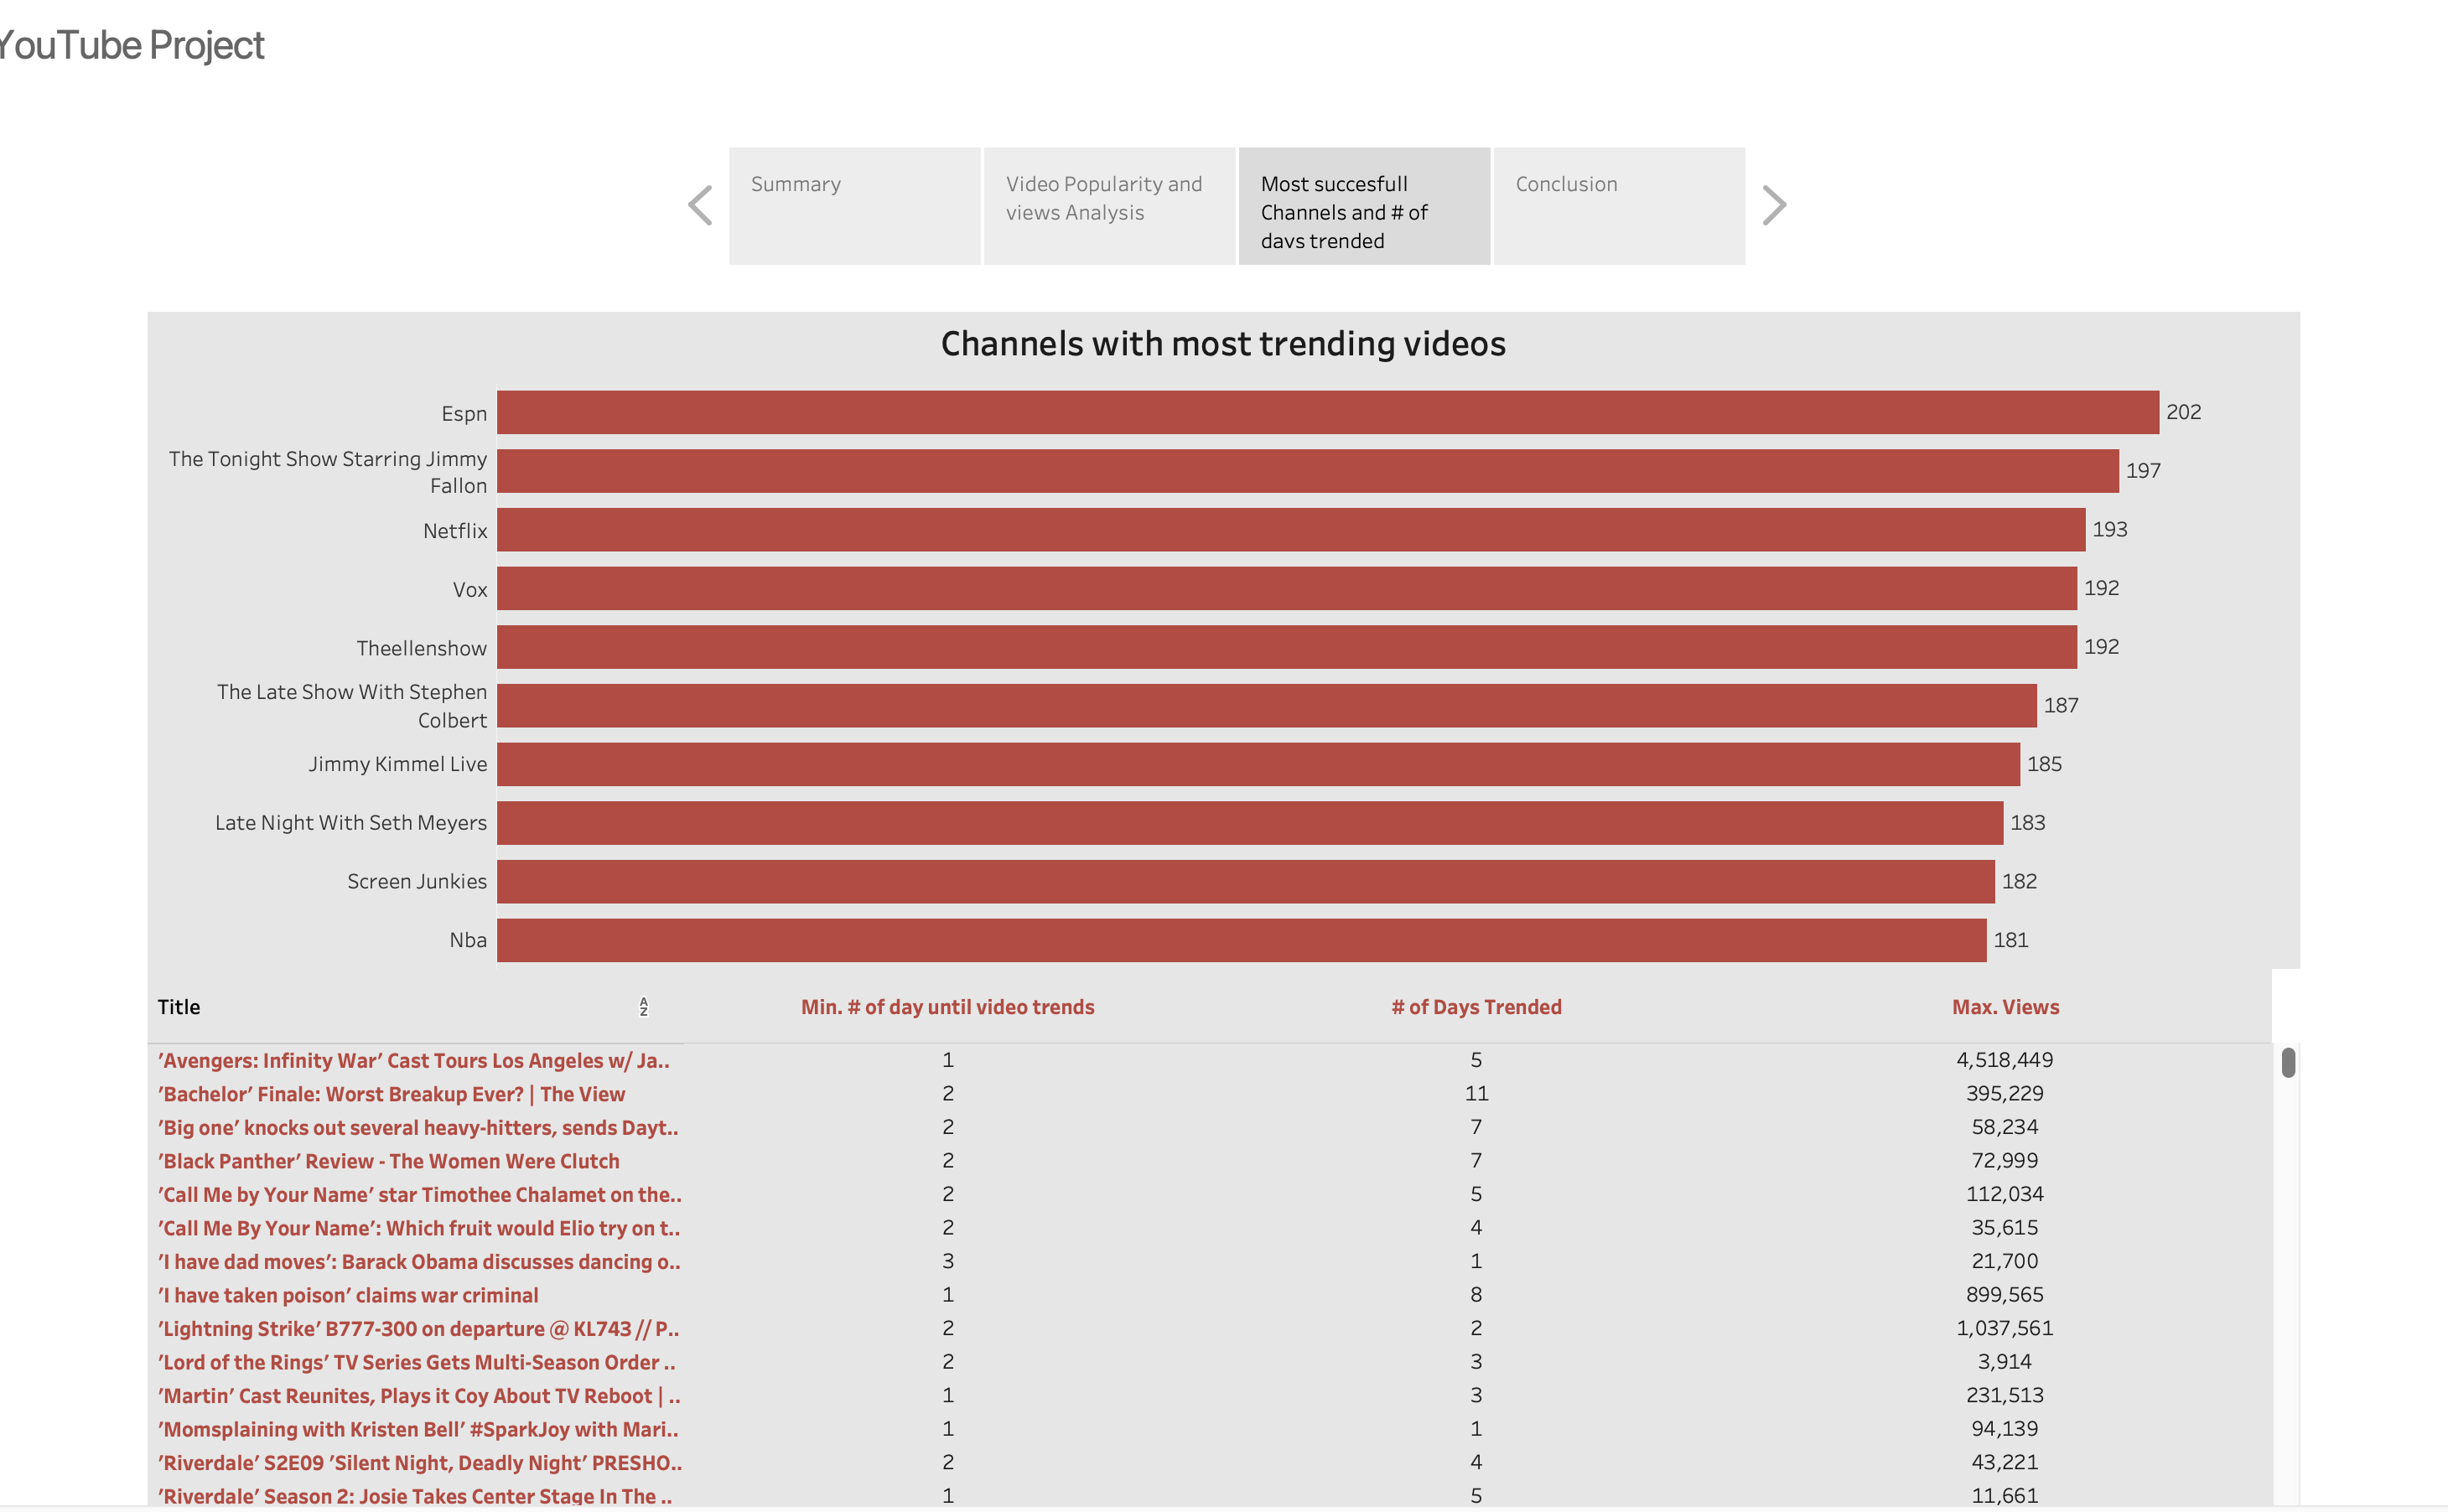 YouTube Project
Summary
Video Popularity and
views Analysis
Most succesfull
Channels and # of
days trended
Conclusion
Channels with most trending videos
Espn 202
The Tonight Show Starring Jimmy
Fallon 197
Netflix 193
Vox 192
Theellenshow 192
The Late Show With Stephen
Colbert 187
Jimmy Kimmel Live 185
Late Night With Seth Meyers 183
Screen Junkies 182
Nba 181
Title A Z Min. # of day until video trends # of Days Trended Max. Views
’Avengers: Infinity War’ Cast Tours Los Angeles w/ Ja.. 1 5 4,518,449
’Bachelor’ Finale: Worst Breakup Ever? | The View 2 11 395,229
’Big one’ knocks out several heavy-hitters, sends Dayt.. 2 7 58,234
’Black Panther’ Review - The Women Were Clutch 2 7 72,999
’Call Me by Your Name’ star Timothee Chalamet on the.. 2 5 112,034
’Call Me By Your Name’: Which fruit would Elio try on t.. 2 4 35,615
’I have dad moves’: Barack Obama discusses dancing o.. 3 1 21,700
’I have taken poison’ claims war criminal 1 8 899,565
’Lightning Strike’ B777-300 on departure @ KL743 // P.. 2 2 1,037,561
’Lord of the Rings’ TV Series Gets Multi-Season Order .. 2 3 3,914
’Martin’ Cast Reunites, Plays it Coy About TV Reboot | .. 1 3 231,513
’Momsplaining with Kristen Bell’ #SparkJoy with Mari.. 1 1 94,139
’Riverdale’ S2E09 ’Silent Night, Deadly Night’ PRESHO.. 2 4 43,221
’Riverdale’ Season 2: Josie Takes Center Stage In The .. 1 5 11,661